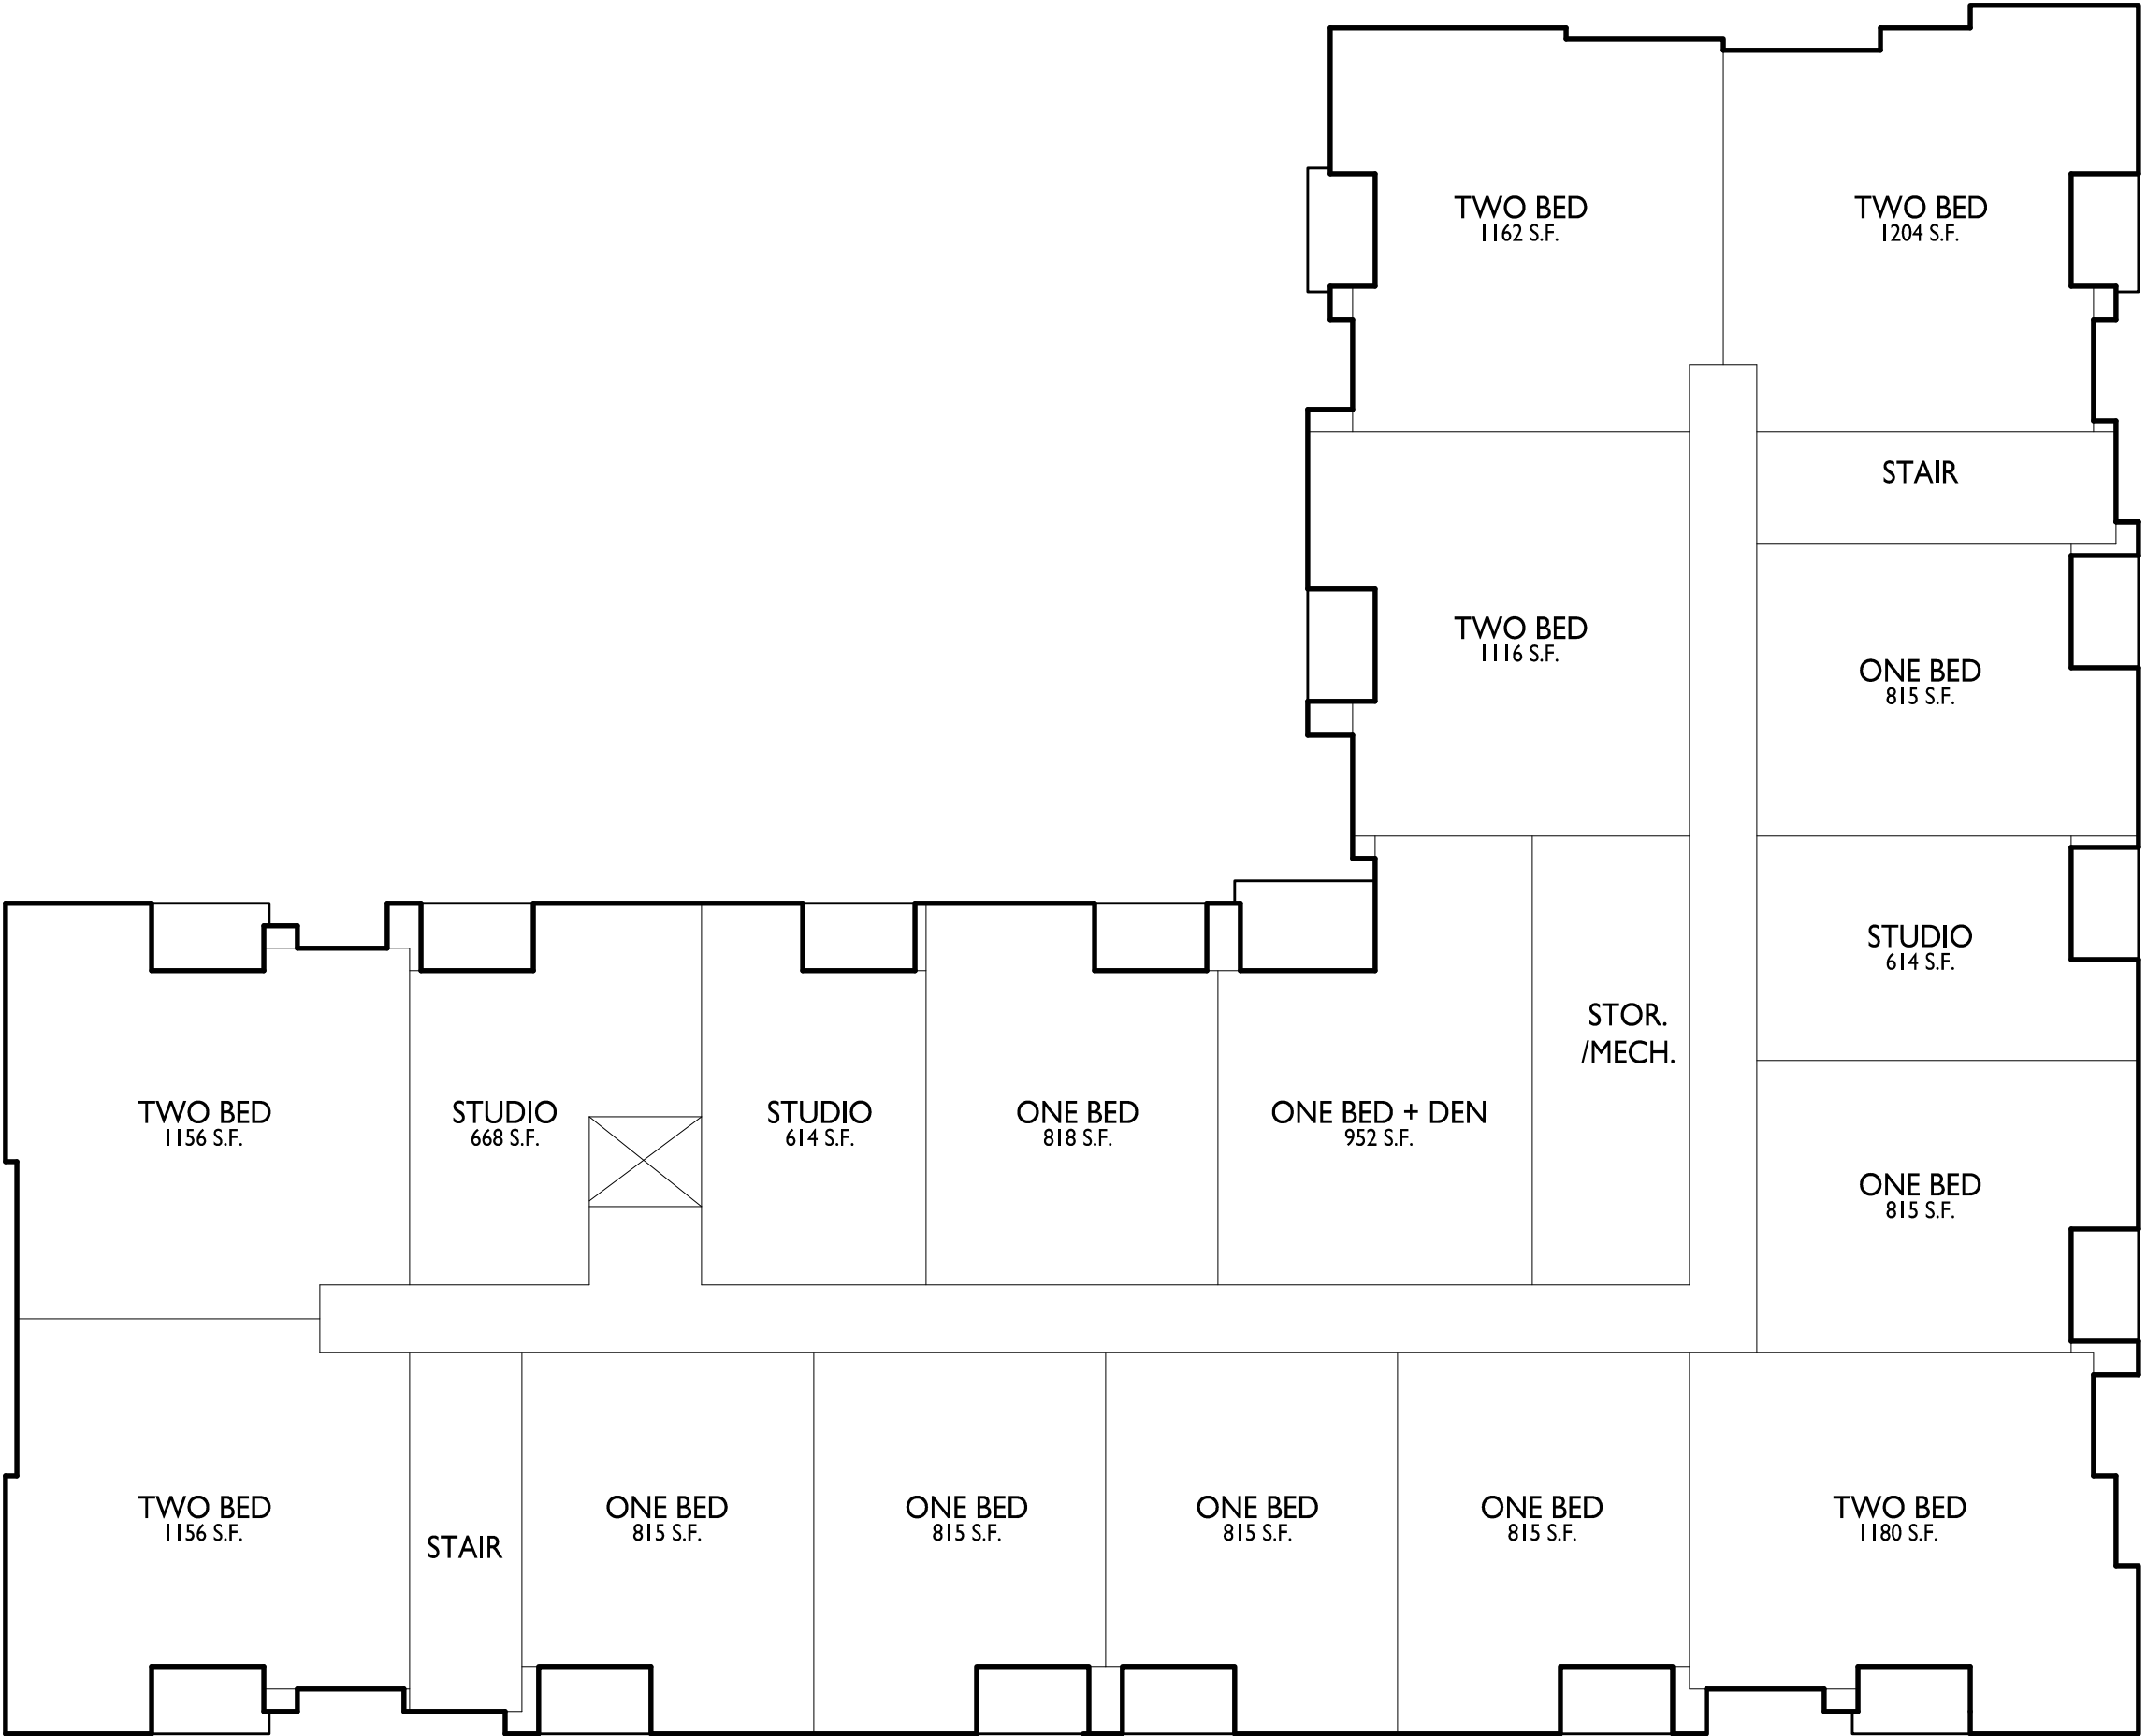 TWO BED
1162 S.F.
TWO BED
1204 S.F.
STAIR
TWO BED
1116 S.F.
ONE BED
815 S.F.
STUDIO
614 S.F.
STOR.
/MECH.
TWO BED
1156 S.F.
STUDIO
668 S.F.
STUDIO
614 S.F.
ONE BED
818 S.F.
ONE BED + DEN
952 S.F.
ONE BED
815 S.F.
TWO BED
1156 S.F.
STAIR
ONE BED
815 S.F.
ONE BED
815 S.F.
ONE BED
815 S.F.
ONE BED
815 S.F.
TWO BED
1180 S.F.